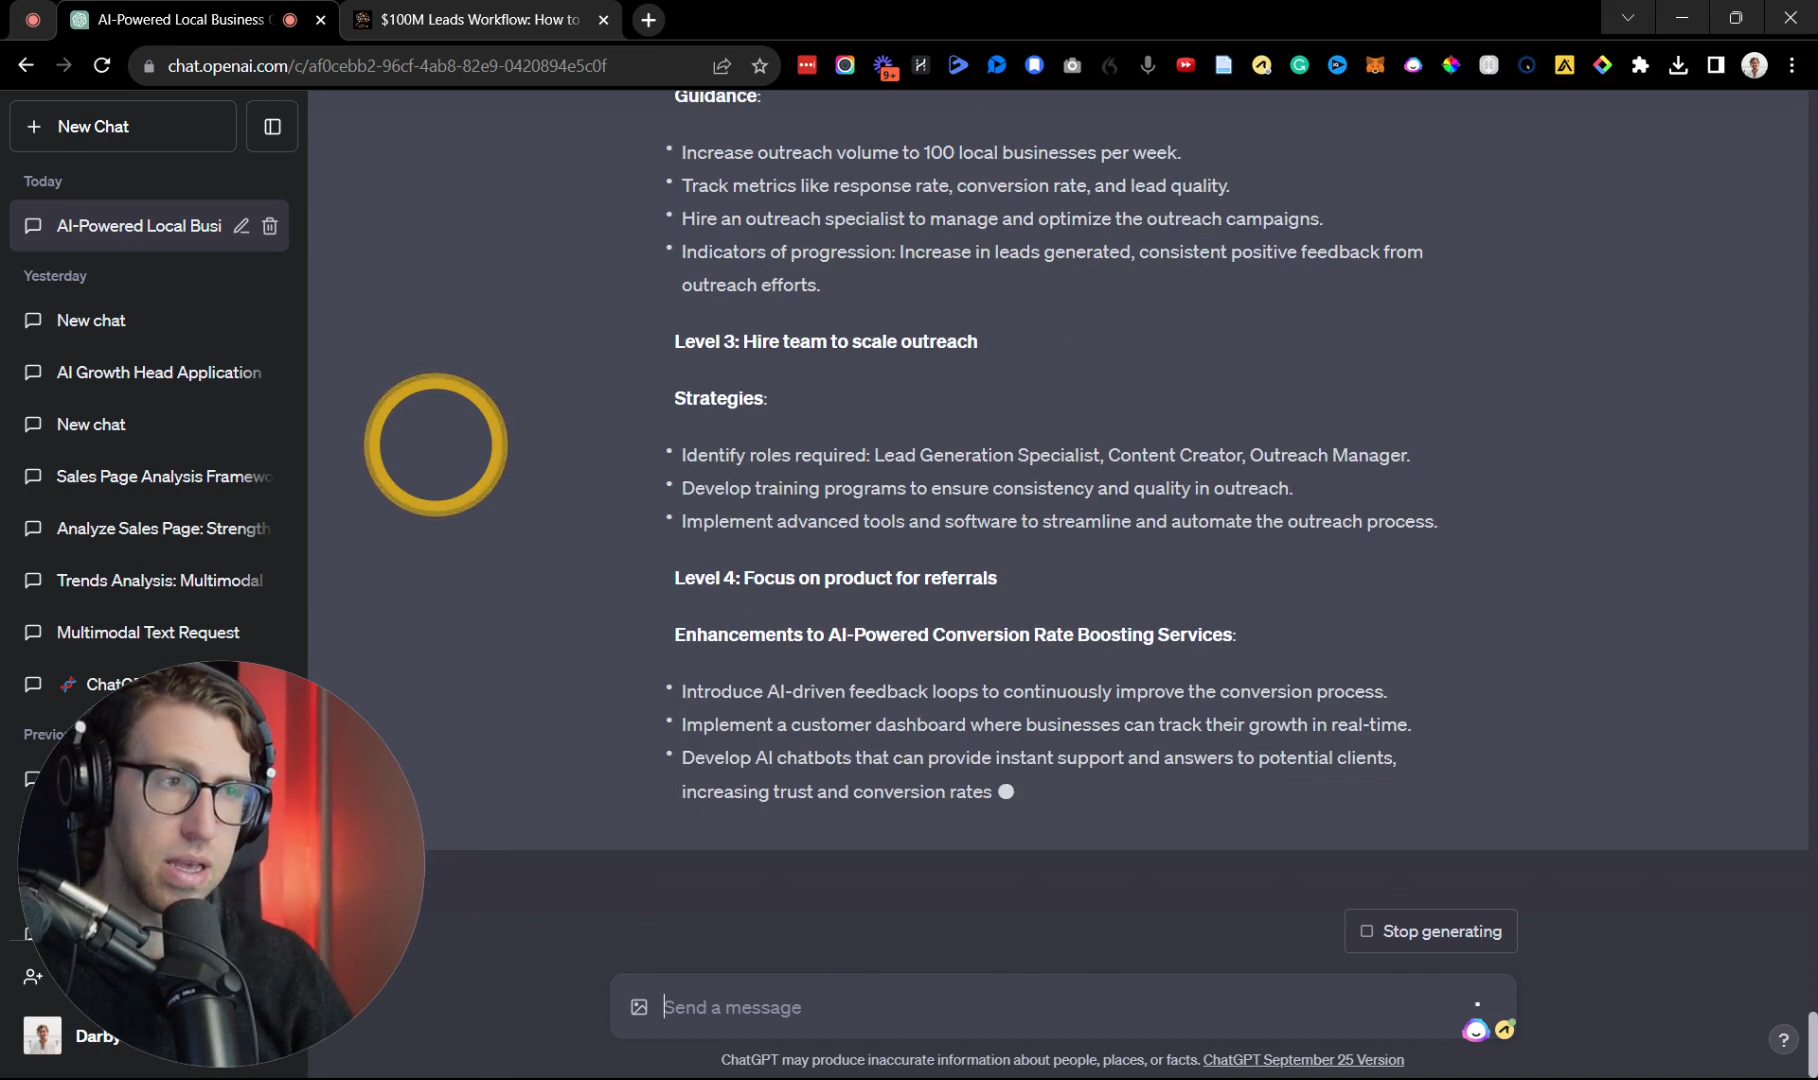 AI-Powered Local Business
$100M Leads Workflow: How to
chat.openai.com/c/af0cebb2-96cf-4ab8-82e9-0420894e5c0f
9+
New Chat
Today
AI-Powered Local Busi
Yesterday
New chat
AI Growth Head Application
New chat
Sales Page Analysis Framewo
Analyze Sales Page: Strength
Trends Analysis: Multimodal
Multimodal Text Request
Darby
Guidance:
• Increase outreach volume to 100 local businesses per week.
• Track metrics like response rate, conversion rate, and lead quality.
• Hire an outreach specialist to manage and optimize the outreach campaigns.
• Indicators of progression: Increase in leads generated, consistent positive feedback from
outreach efforts.
Level 3: Hire team to scale outreach
Strategies:
• Identify roles required: Lead Generation Specialist, Content Creator, Outreach Manager.
• Develop training programs to ensure consistency and quality in outreach.
• Implement advanced tools and software to streamline and automate the outreach process.
Level 4: Focus on product for referrals
Enhancements to AI-Powered Conversion Rate Boosting Services:
• Introduce AI-driven feedback loops to continuously improve the conversion process.
• Implement a customer dashboard where businesses can track their growth in real-time.
• Develop AI chatbots that can provide instant support and answers to potential clients,
increasing trust and conversion rates
Stop generating
Send a message
ChatGPT may produce inaccurate information about people, places, or facts. ChatGPT September 25 Version
?